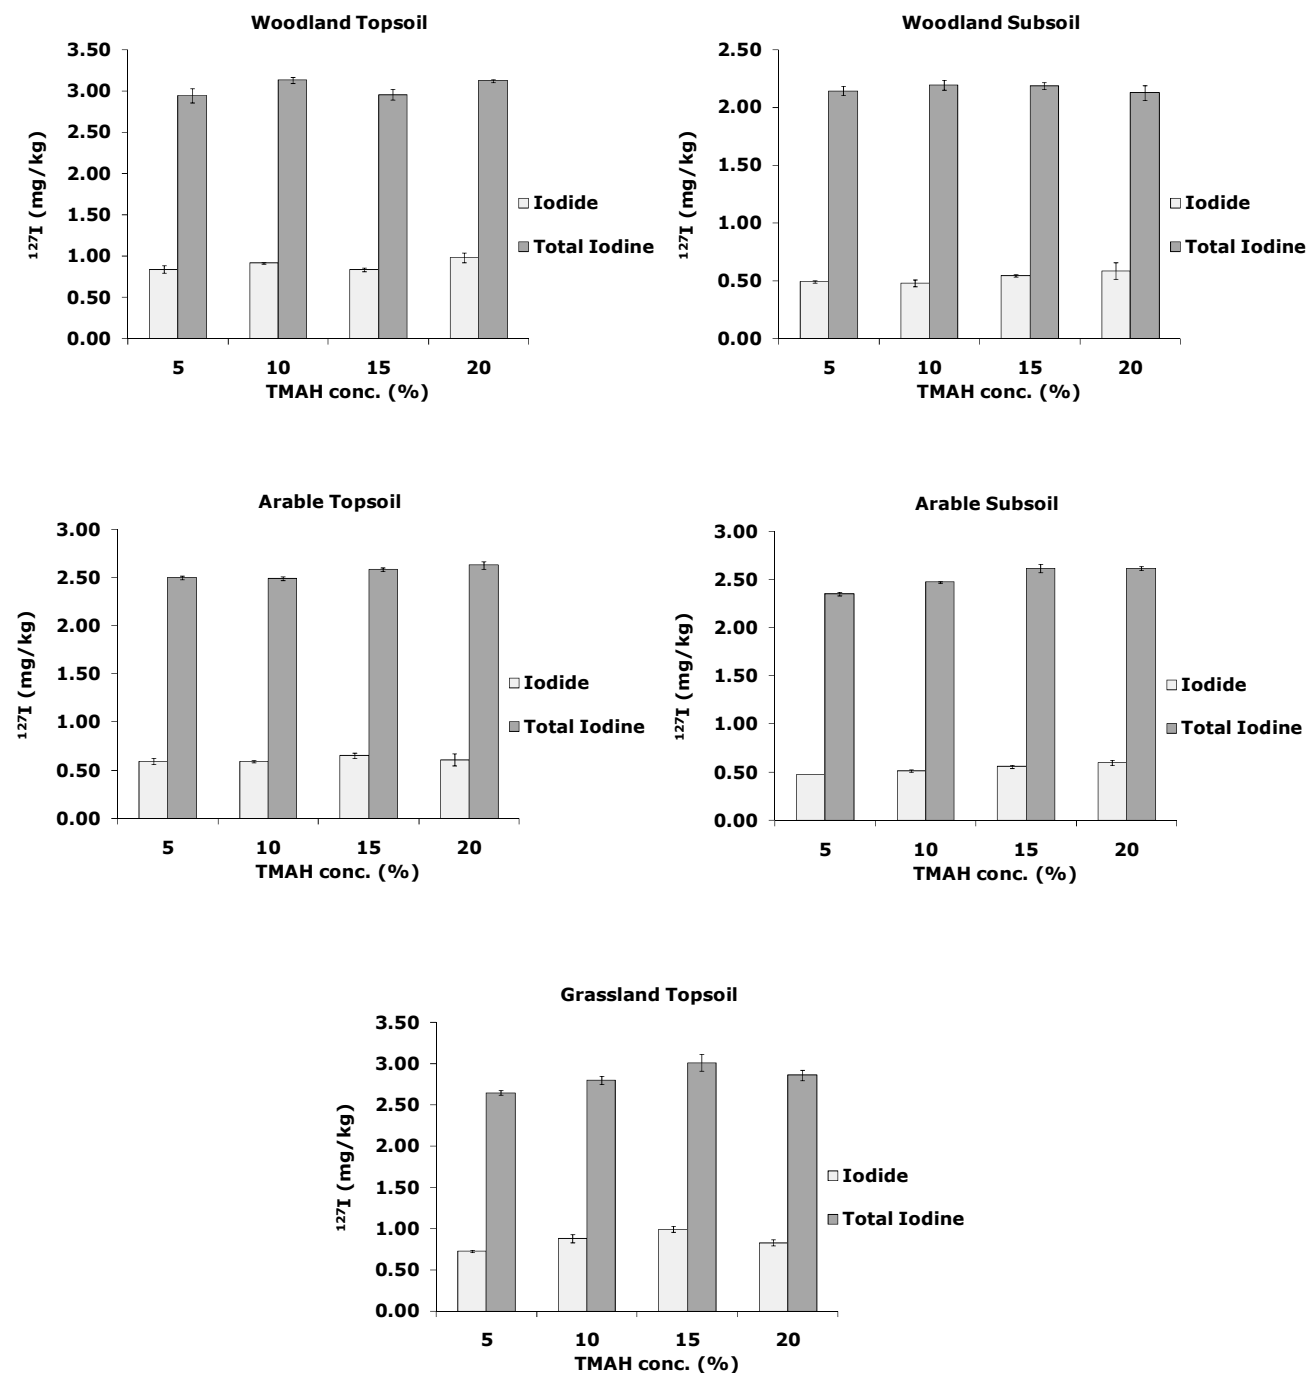 Woodland Topsoil
3.50
3.00
2.50
2.00
1.50
1.00
0.50
0.00
¹²⁷I (mg/kg)
5 10 15 20
TMAH conc. (%)
Iodide
Total Iodine
Woodland Subsoil
2.50
2.00
1.50
1.00
0.50
0.00
¹²⁷I (mg/kg)
5 10 15 20
TMAH conc. (%)
Iodide
Total Iodine
Arable Topsoil
3.00
2.50
2.00
1.50
1.00
0.50
0.00
¹²⁷I (mg/kg)
5 10 15 20
TMAH conc. (%)
Iodide
Total Iodine
Arable Subsoil
3.00
2.50
2.00
1.50
1.00
0.50
0.00
¹²⁷I (mg/kg)
5 10 15 20
TMAH conc. (%)
Iodide
Total Iodine
Grassland Topsoil
3.50
3.00
2.50
2.00
1.50
1.00
0.50
0.00
¹²⁷I (mg/kg)
5 10 15 20
TMAH conc. (%)
Iodide
Total Iodine